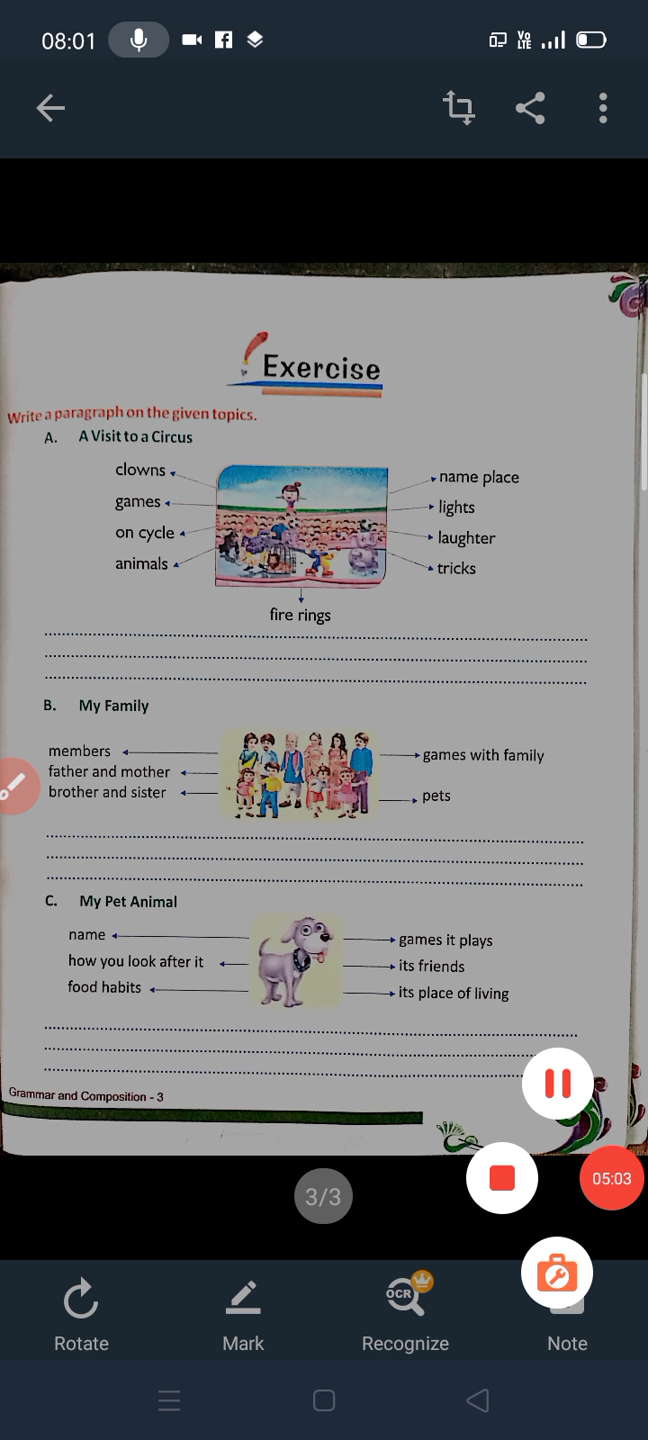 08:01
VO LTE
Exercise
Write a paragraph on the given topics.
A. A Visit to a Circus
clowns
games
on cycle
animals
name place
lights
laughter
tricks
fire rings
B. My Family
members
father and mother
brother and sister
games with family
pets
C. My Pet Animal
name
how you look after it
food habits
games it plays
its friends
its place of living
Grammar and Composition - 3
05:03
3/3
OCR
Rotate Mark Recognize Note